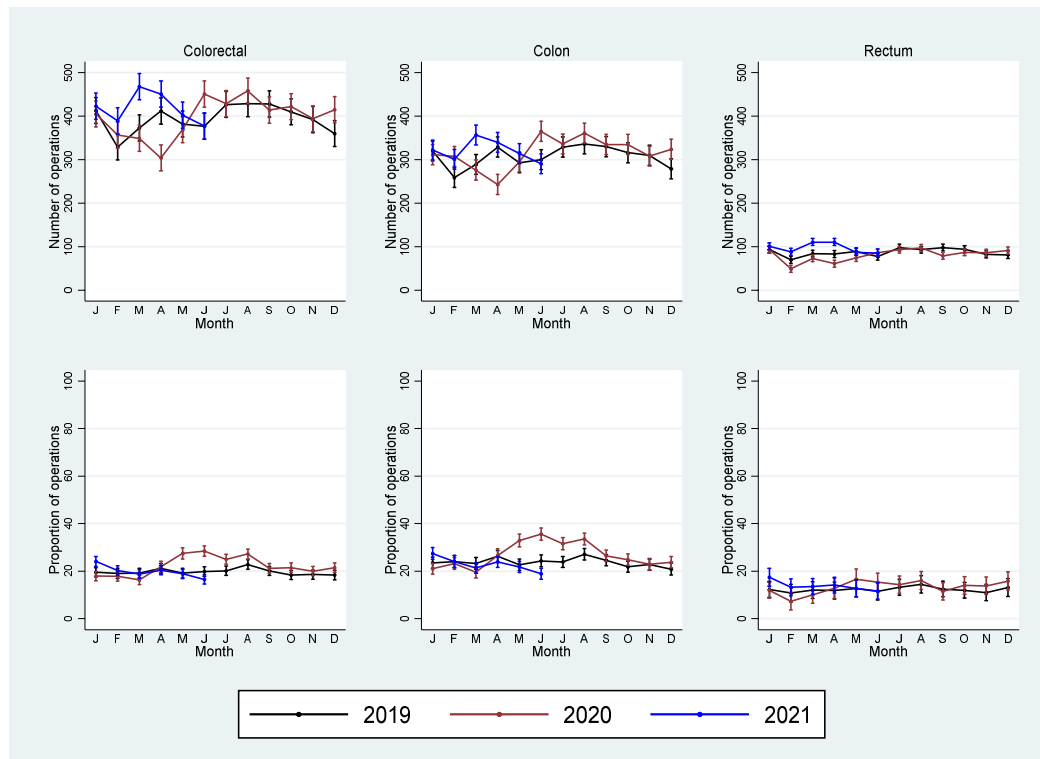 Colorectal
Number of operations
500
400
300
200
100
0
J F M A M J J A S O N D
Month
Colon
Number of operations
500
400
300
200
100
0
J F M A M J J A S O N D
Month
Rectum
Number of operations
500
400
300
200
100
0
J F M A M J J A S O N D
Month
Proportion of operations
100
80
60
40
20
0
J F M A M J J A S O N D
Month
Proportion of operations
100
80
60
40
20
0
J F M A M J J A S O N D
Month
Proportion of operations
100
80
60
40
20
0
J F M A M J J A S O N D
Month
2019 2020 2021